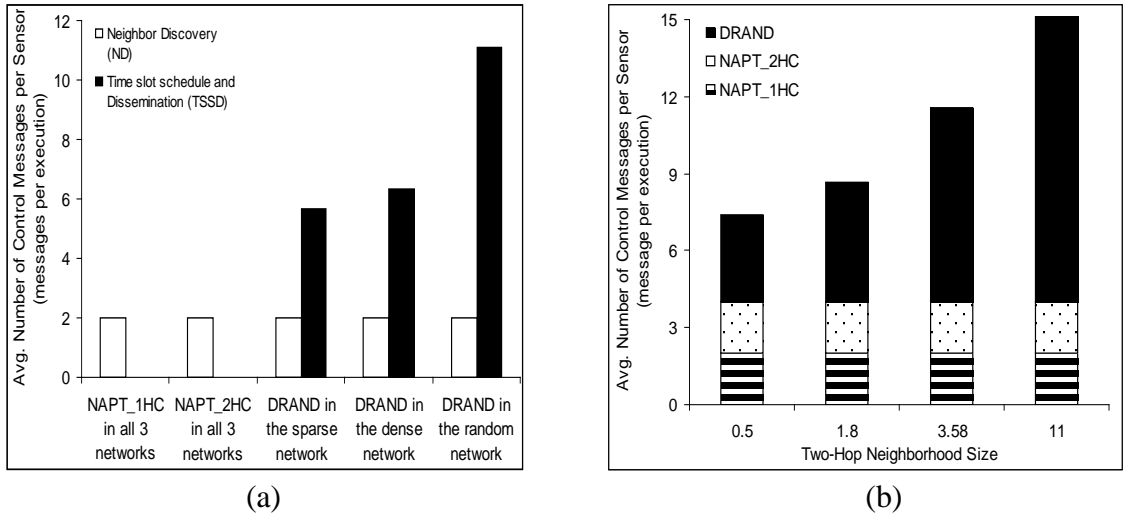 Avg. Number of Control Messages per Sensor
(messages per execution)
12
10
8
6
4
2
0
Neighbor Discovery
(ND)
Time slot schedule and
Dissemination (TSSD)
NAPT_1HC
in all 3
networks
NAPT_2HC
in all 3
networks
DRAND in
the sparse
network
DRAND in
the dense
network
DRAND in
the random
network
(a)
Avg. Number of Control Messages per Sensor
(message per execution)
15
12
9
6
3
0
DRAND
NAPT_2HC
NAPT_1HC
0.5
1.8
3.58
11
Two-Hop Neighborhood Size
(b)